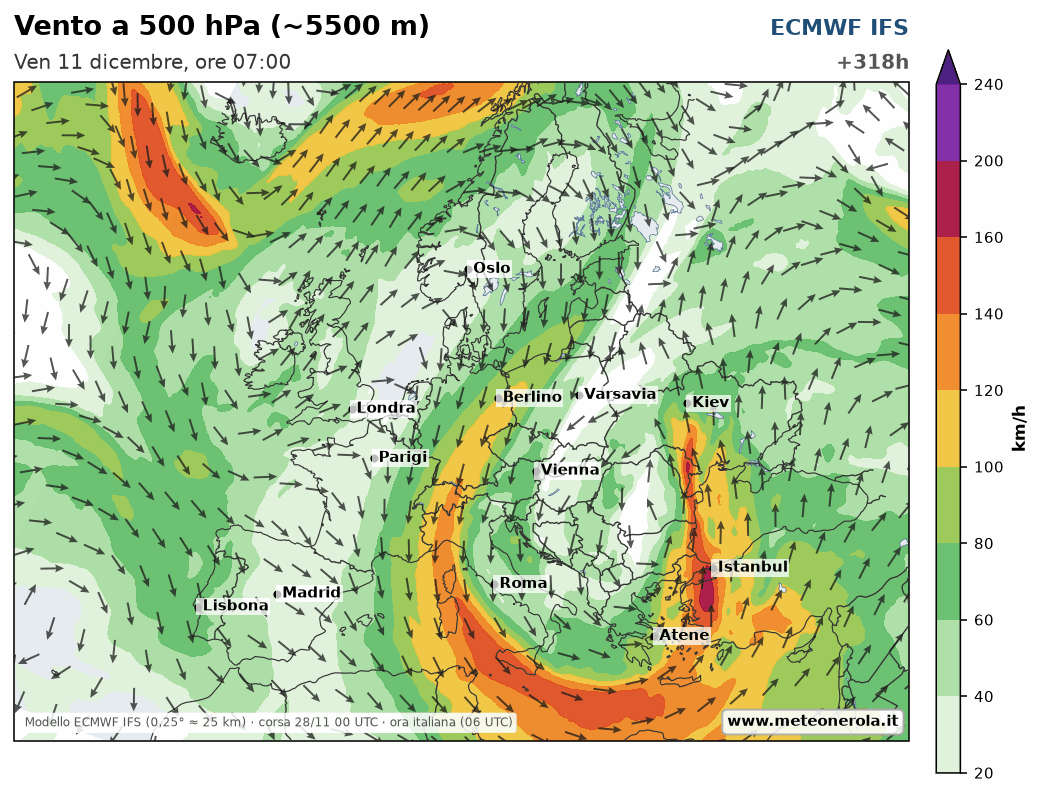 Vento a 500 hPa (~5500 m)
ECMWF IFS
Ven 11 dicembre, ore 07:00
+318h
240
200
160
140
120
100
80
60
40
20
km/h
Oslo
Berlino
Varsavia
Kiev
Londra
Parigi
Vienna
Istanbul
Roma
Madrid
Lisbona
Atene
Modello ECMWF IFS (0,25° ≈ 25 km) · corsa 28/11 00 UTC · ora italiana (06 UTC)
www.meteonerola.it